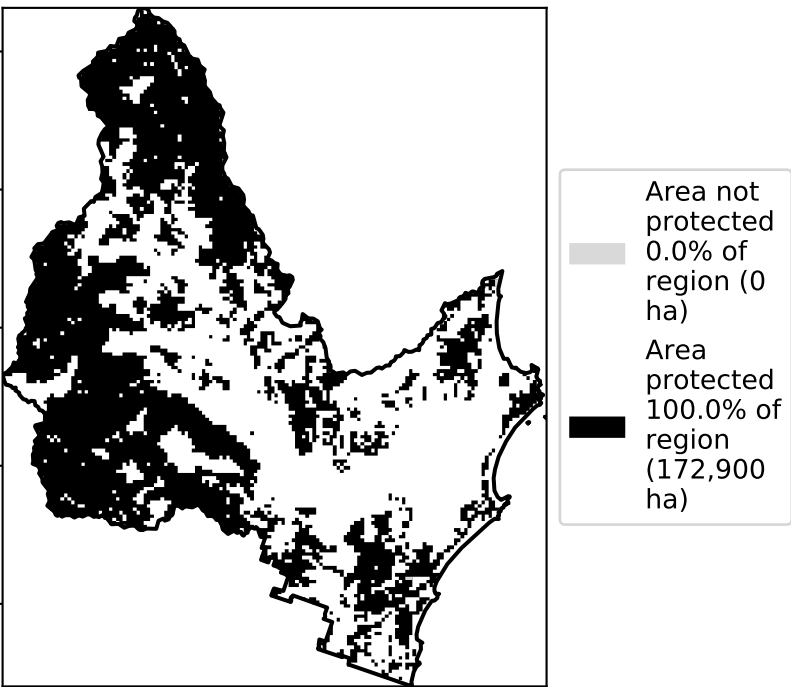 Area not
protected
0.0% of
region (0
ha)
Area
protected
100.0% of
region
(172,900
ha)